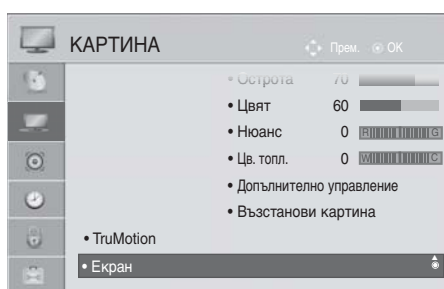 КАРТИНА
Прем. OK
• Острота 70
• Цвят 60
• Нюанс 0 R G
• Цв. топл. 0 W C
• Допълнително управление
• Възстанови картина
• TruMotion
• Екран